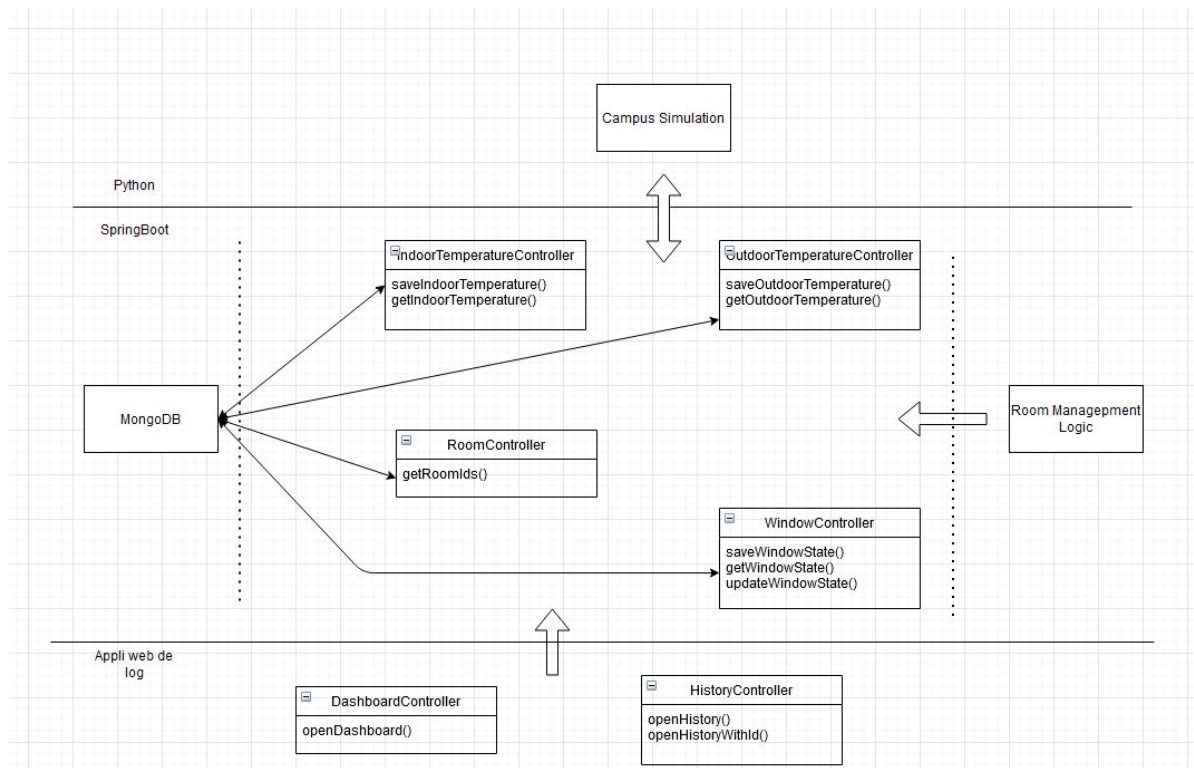 Campus Simulation
Python
SpringBoot
IndoorTemperatureController
saveIndoorTemperature()
getIndoorTemperature()
OutdoorTemperatureController
saveOutdoorTemperature()
getOutdoorTemperature()
MongoDB
Room Managepment
Logic
RoomController
getRoomIds()
WindowController
saveWindowState()
getWindowState()
updateWindowState()
Appli web de
log
DashboardController
openDashboard()
HistoryController
openHistory()
openHistoryWithId()